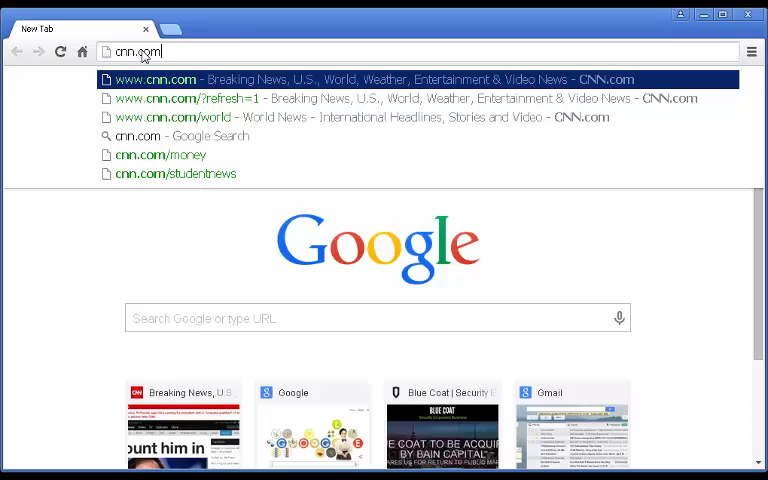 New Tab
cnn.com
www.cnn.com - Breaking News, U.S., World, Weather, Entertainment & Video News - CNN.com
www.cnn.com/?refresh=1 - Breaking News, U.S., World, Weather, Entertainment & Video News - CNN.com
www.cnn.com/world - World News - International Headlines, Stories and Video - CNN.com
cnn.com - Google Search
cnn.com/money
cnn.com/studentnews
Google
Search Google or type URL
CNN Breaking News, U.S
Google
Blue Coat | Security E
Gmail
ount him in
BLUE COAT
E COAT TO BE ACQUIR
BY BAIN CAPITAL"